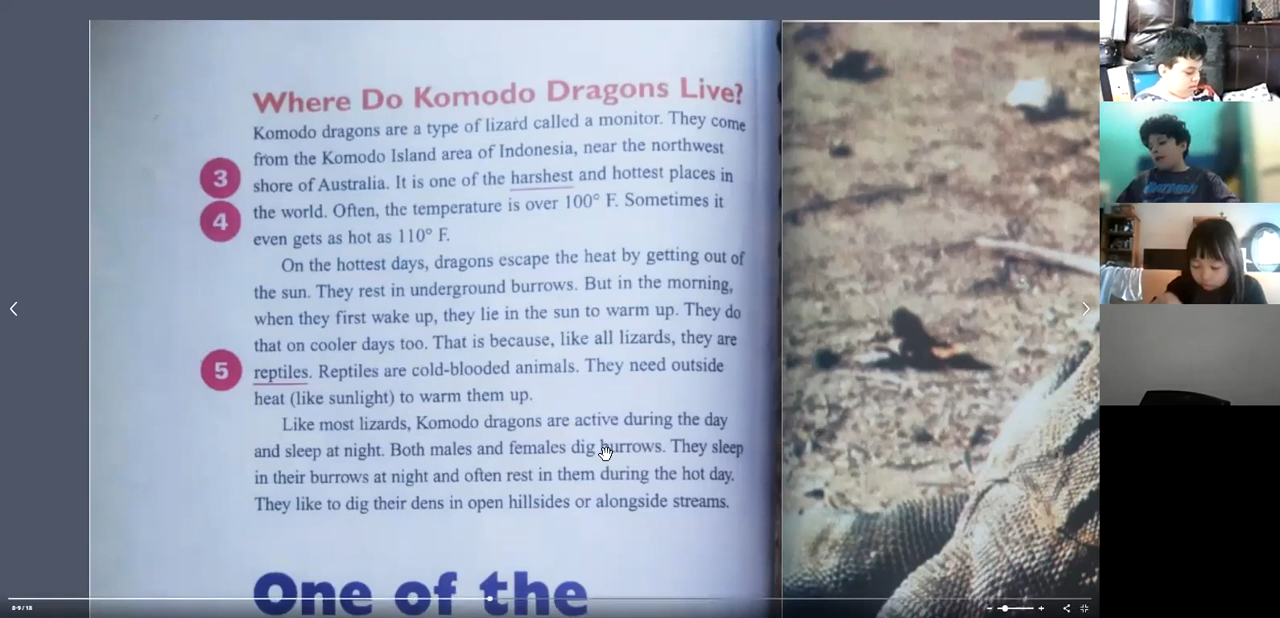 Where Do Komodo Dragons Live?
Komodo dragons are a type of lizard called a monitor. They come
from the Komodo Island area of Indonesia, near the northwest
3
shore of Australia. It is one of the harshest and hottest places in
4
the world. Often, the temperature is over 100° F. Sometimes it
even gets as hot as 110° F.
On the hottest days, dragons escape the heat by getting out of
the sun. They rest in underground burrows. But in the morning,
when they first wake up, they lie in the sun to warm up. They do
that on cooler days too. That is because, like all lizards, they are
5
reptiles. Reptiles are cold-blooded animals. They need outside
heat (like sunlight) to warm them up.
Like most lizards, Komodo dragons are active during the day
and sleep at night. Both males and females dig burrows. They sleep
in their burrows at night and often rest in them during the hot day.
They like to dig their dens in open hillsides or alongside streams.
One of the
8-9 / 18